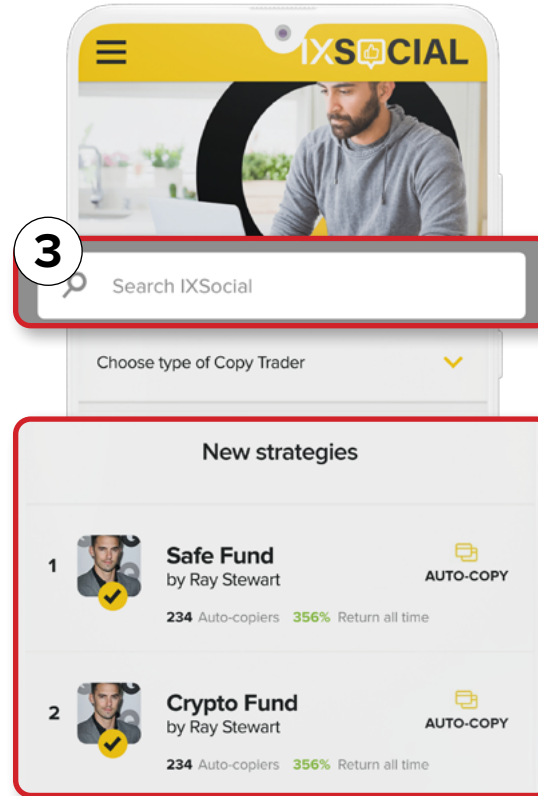 IXSOCIAL
3
Search IXSocial
Choose type of Copy Trader
New strategies
1
Safe Fund
by Ray Stewart
AUTO-COPY
234 Auto-copiers 356% Return all time
2
Crypto Fund
by Ray Stewart
AUTO-COPY
234 Auto-copiers 356% Return all time